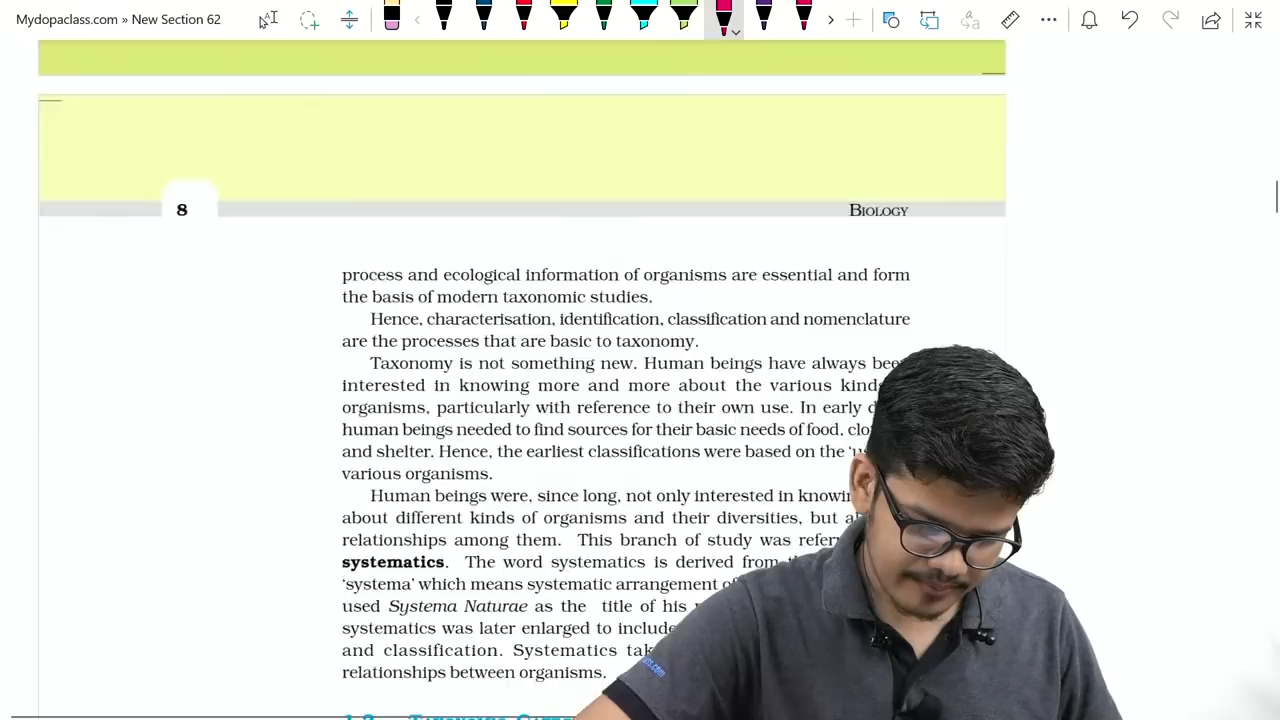 Mydopaclass.com » New Section 62
8
BIOLOGY
process and ecological information of organisms are essential and form
the basis of modern taxonomic studies.
Hence, characterisation, identification, classification and nomenclature
are the processes that are basic to taxonomy.
Taxonomy is not something new. Human beings have always
interested in knowing more and more about the various
organisms, particularly with reference to their own use. In early
human beings needed to find sources for their basic needs of food,
and shelter. Hence, the earliest classifications were based on the
various organisms.
Human beings were, since long, not only interested in
about different kinds of organisms and their diversities, but
relationships among them. This branch of study was
systematics. The word systematics is derived from
‘systema’ which means systematic arrangement
used Systema Naturae as the title of his
systematics was later enlarged to include
and classification. Systematics
relationships between organisms.